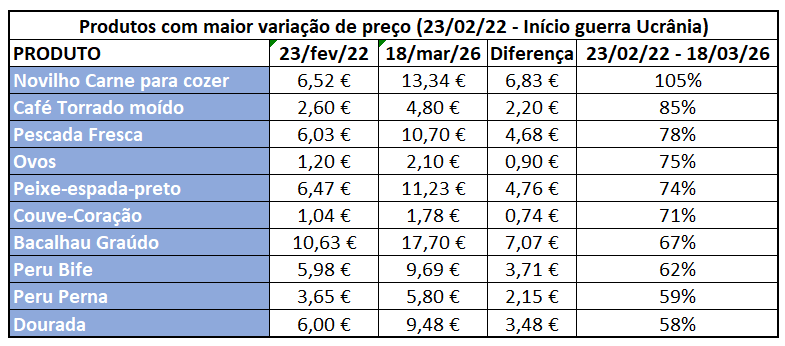 Produtos com maior variação de preço (23/02/22 - Início guerra Ucrânia)
PRODUTO 23/fev/22 18/mar/26 Diferença 23/02/22 - 18/03/26
Novilho Carne para cozer 6,52 € 13,34 € 6,83 € 105%
Café Torrado moído 2,60 € 4,80 € 2,20 € 85%
Pescada Fresca 6,03 € 10,70 € 4,68 € 78%
Ovos 1,20 € 2,10 € 0,90 € 75%
Peixe-espada-preto 6,47 € 11,23 € 4,76 € 74%
Couve-Coração 1,04 € 1,78 € 0,74 € 71%
Bacalhau Graúdo 10,63 € 17,70 € 7,07 € 67%
Peru Bife 5,98 € 9,69 € 3,71 € 62%
Peru Perna 3,65 € 5,80 € 2,15 € 59%
Dourada 6,00 € 9,48 € 3,48 € 58%